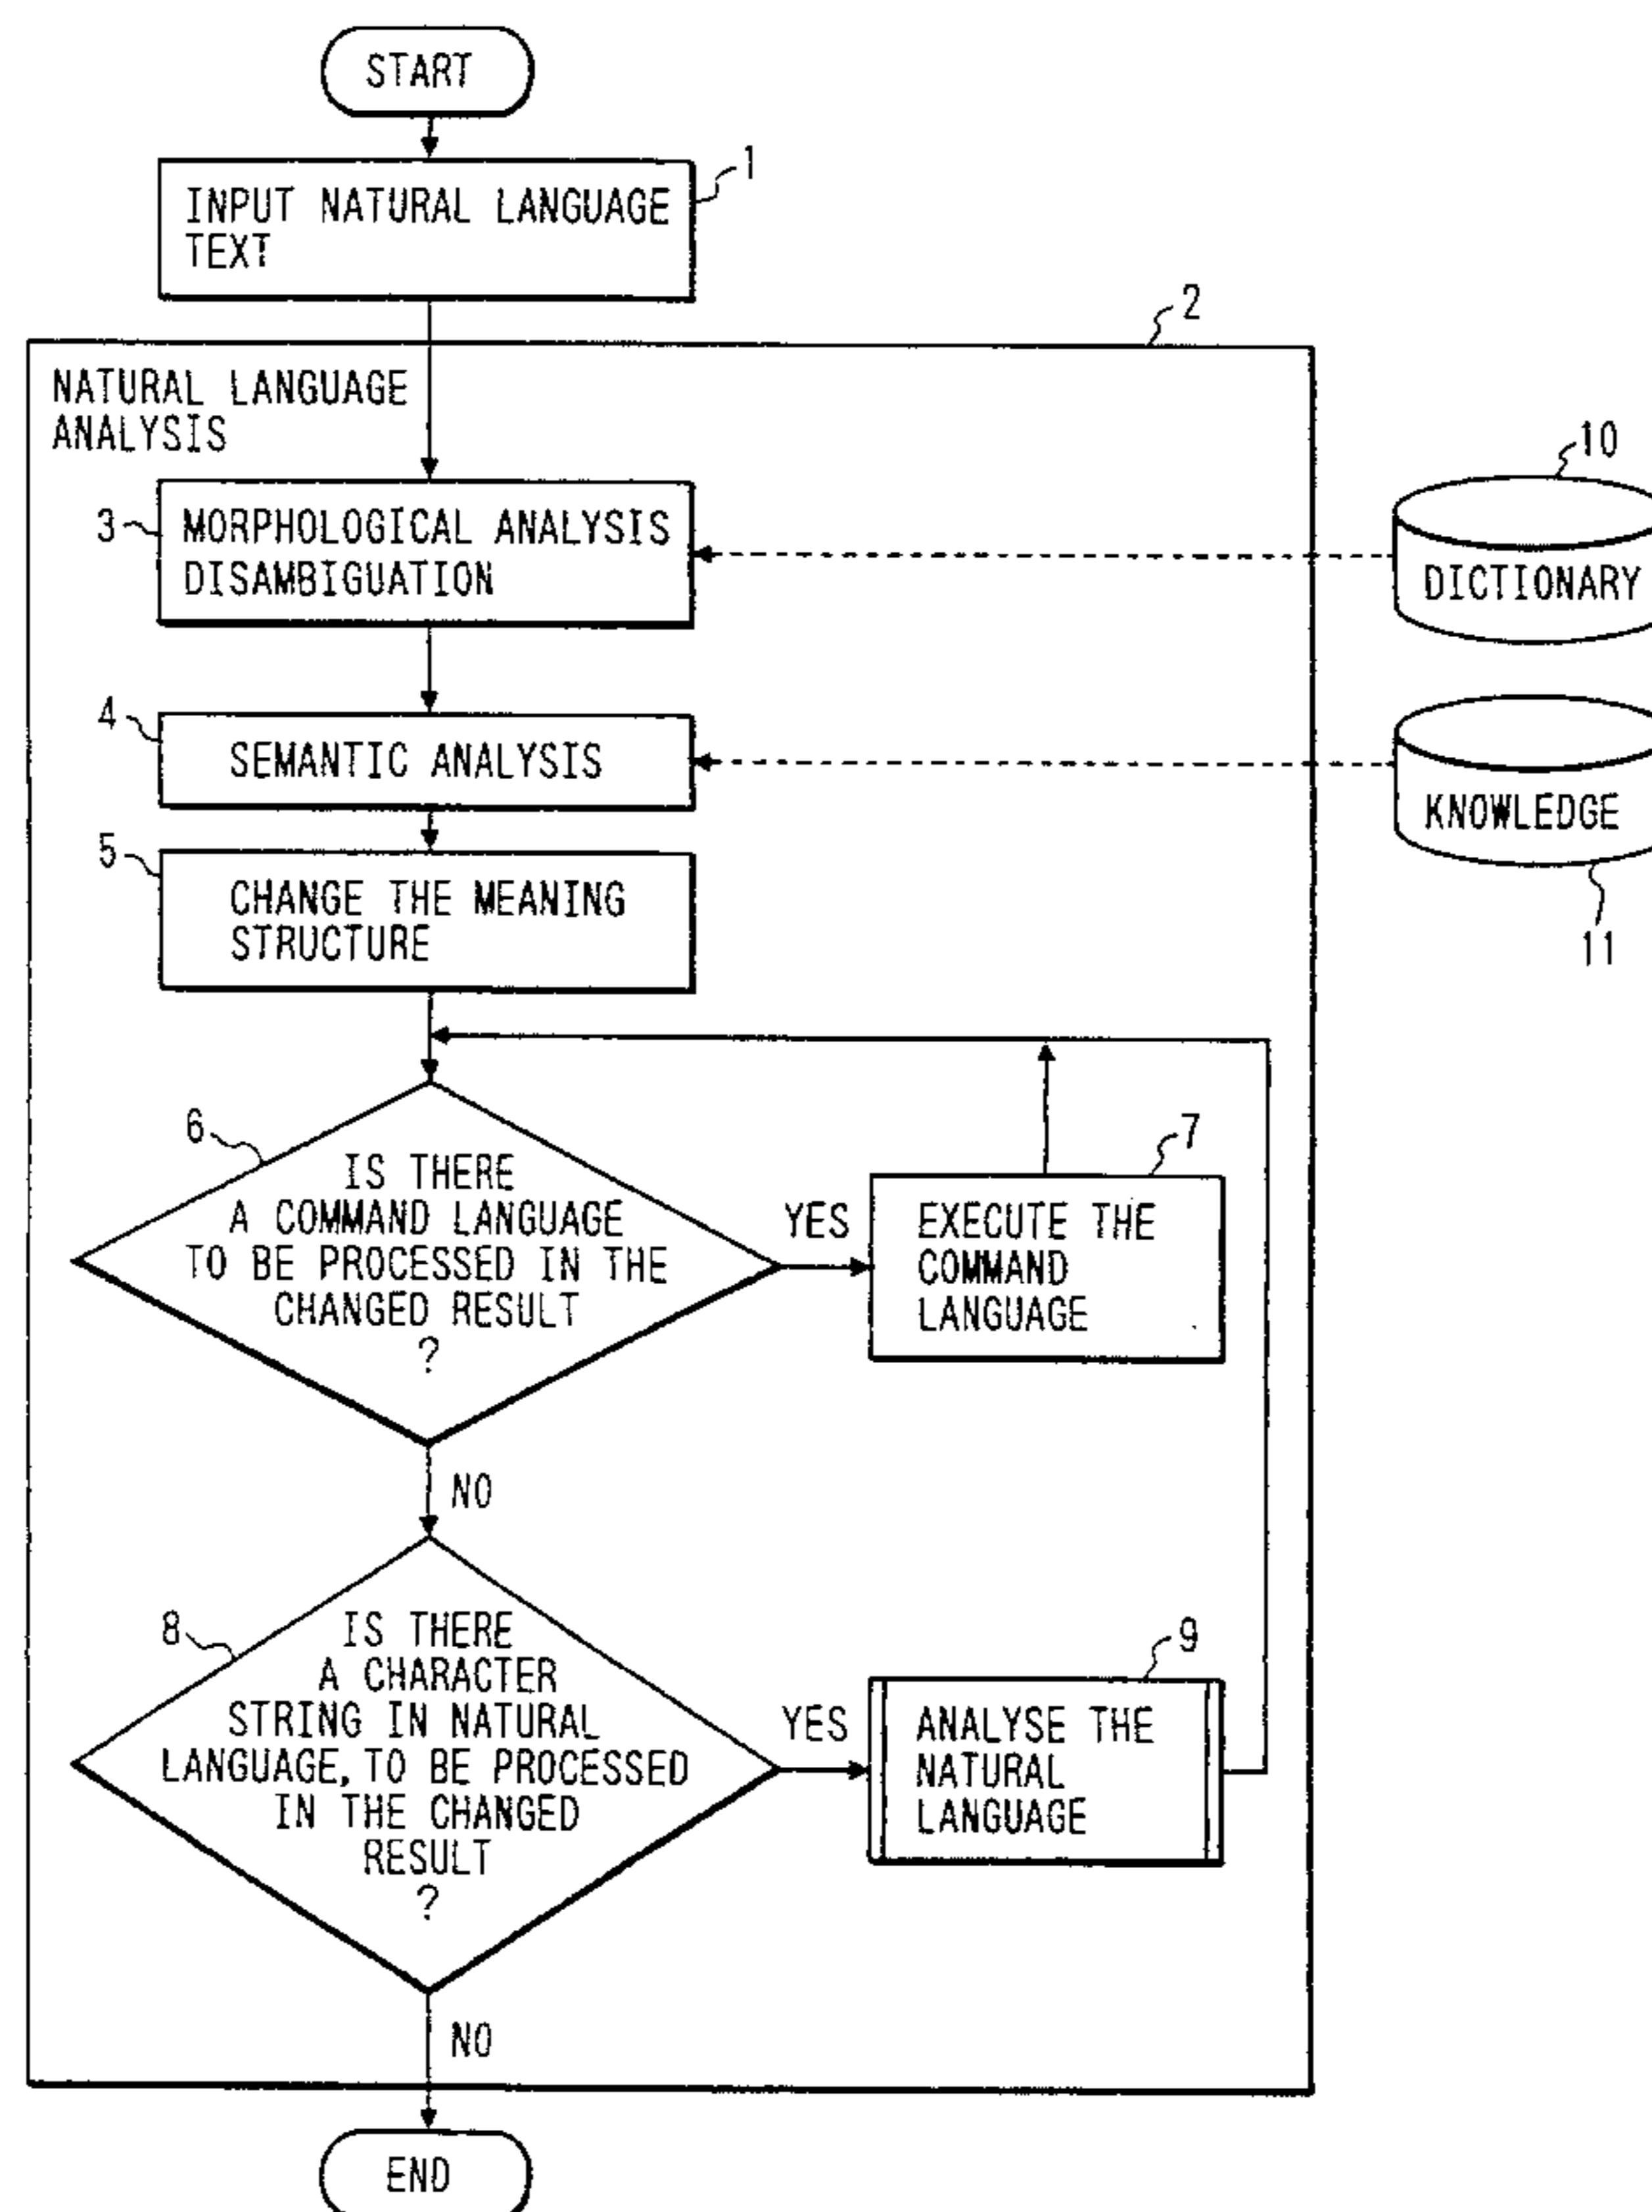 START
1
INPUT NATURAL LANGUAGE
TEXT
2
NATURAL LANGUAGE
ANALYSIS
10
3
MORPHOLOGICAL ANALYSIS
DISAMBIGUATION
DICTIONARY
4
SEMANTIC ANALYSIS
KNOWLEDGE
11
5
CHANGE THE MEANING
STRUCTURE
6
IS THERE
A COMMAND LANGUAGE
TO BE PROCESSED IN THE
CHANGED RESULT
?
YES
7
EXECUTE THE
COMMAND
LANGUAGE
NO
8
IS THERE
A CHARACTER
STRING IN NATURAL
LANGUAGE, TO BE PROCESSED
IN THE CHANGED
RESULT
?
YES
9
ANALYSE THE
NATURAL
LANGUAGE
NO
END